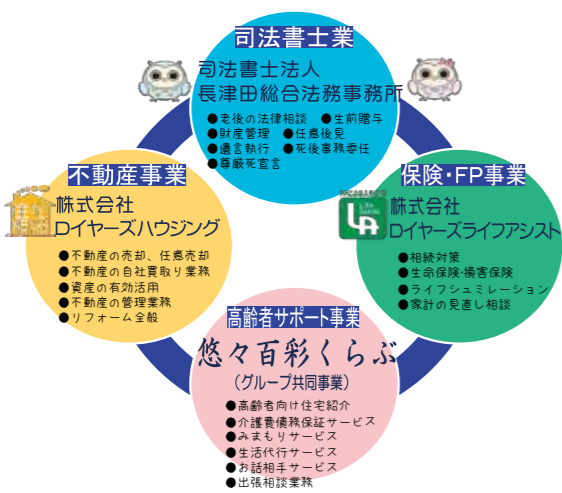 司法書士業
司法書士法人
長津田総合法務事務所
●老後の法律相談 ●生前贈与
●財産管理 ●任意後見
●遺言執行 ●死後事務委任
●尊厳死宣言
不動産事業
株式会社
ロイヤーズハウジング
●不動産の売却、任意売却
●不動産の自社買取り業務
●資産の有効活用
●不動産の管理業務
●リフォーム全般
保険・FP事業
株式会社
ロイヤーズライフアシスト
LA
●相続対策
●生命保険・損害保険
●ライフシュミレーション
●家計の見直し相談
高齢者サポート事業
悠々百彩くらぶ
(グループ共同事業)
●高齢者向け住宅紹介
●介護費債務保証サービス
●みまもりサービス
●生活代行サービス
●お話相手サービス
●出張相談業務